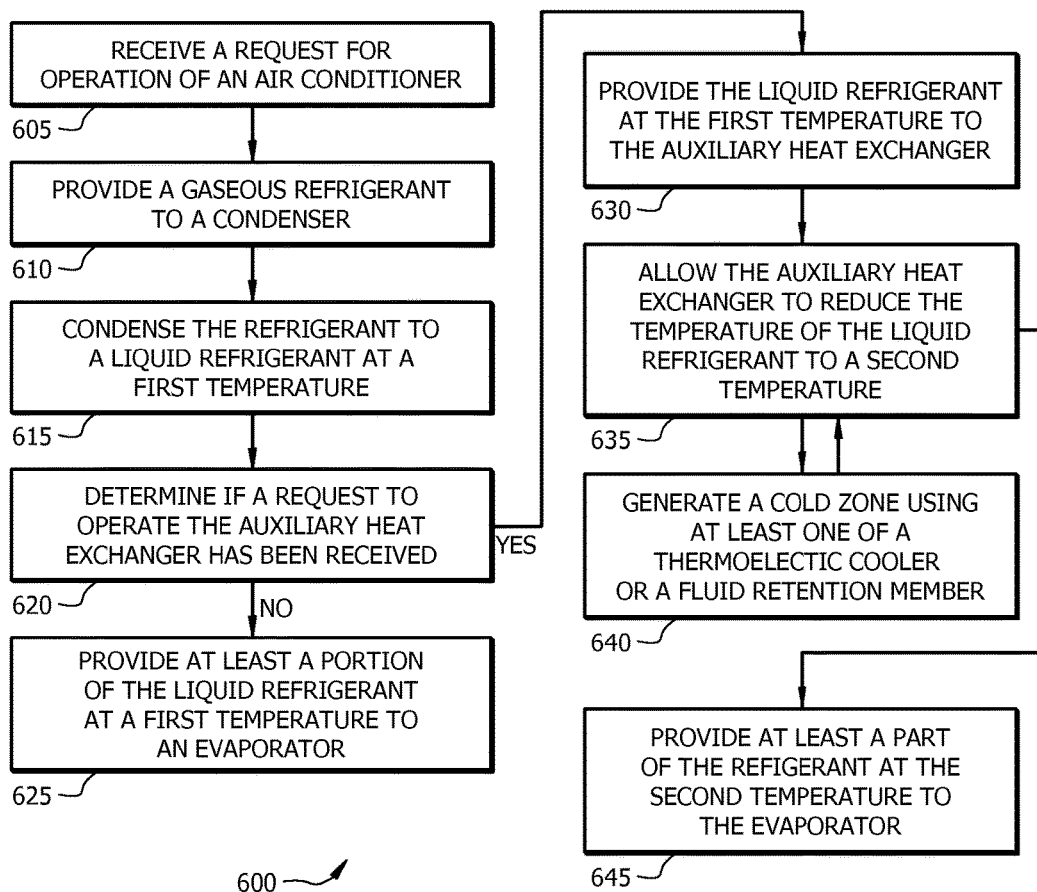 RECEIVE A REQUEST FOR
OPERATION OF AN AIR CONDITIONER
605
PROVIDE A GASEOUS REFRIGERANT
TO A CONDENSER
610
CONDENSE THE REFRIGERANT TO
A LIQUID REFRIGERANT AT A
FIRST TEMPERATURE
615
DETERMINE IF A REQUEST TO
OPERATE THE AUXILIARY HEAT
EXCHANGER HAS BEEN RECEIVED
YES
620
NO
PROVIDE AT LEAST A PORTION
OF THE LIQUID REFRIGERANT
AT A FIRST TEMPERATURE TO
AN EVAPORATOR
625
PROVIDE THE LIQUID REFRIGERANT
AT THE FIRST TEMPERATURE TO
THE AUXILIARY HEAT EXCHANGER
630
ALLOW THE AUXILIARY HEAT
EXCHANGER TO REDUCE THE
TEMPERATURE OF THE LIQUID
REFRIGERANT TO A SECOND
TEMPERATURE
635
GENERATE A COLD ZONE USING
AT LEAST ONE OF A
THERMOELECTIC COOLER
OR A FLUID RETENTION MEMBER
640
PROVIDE AT LEAST A PART
OF THE REFIGERANT AT THE
SECOND TEMPERATURE TO
THE EVAPORATOR
645
600